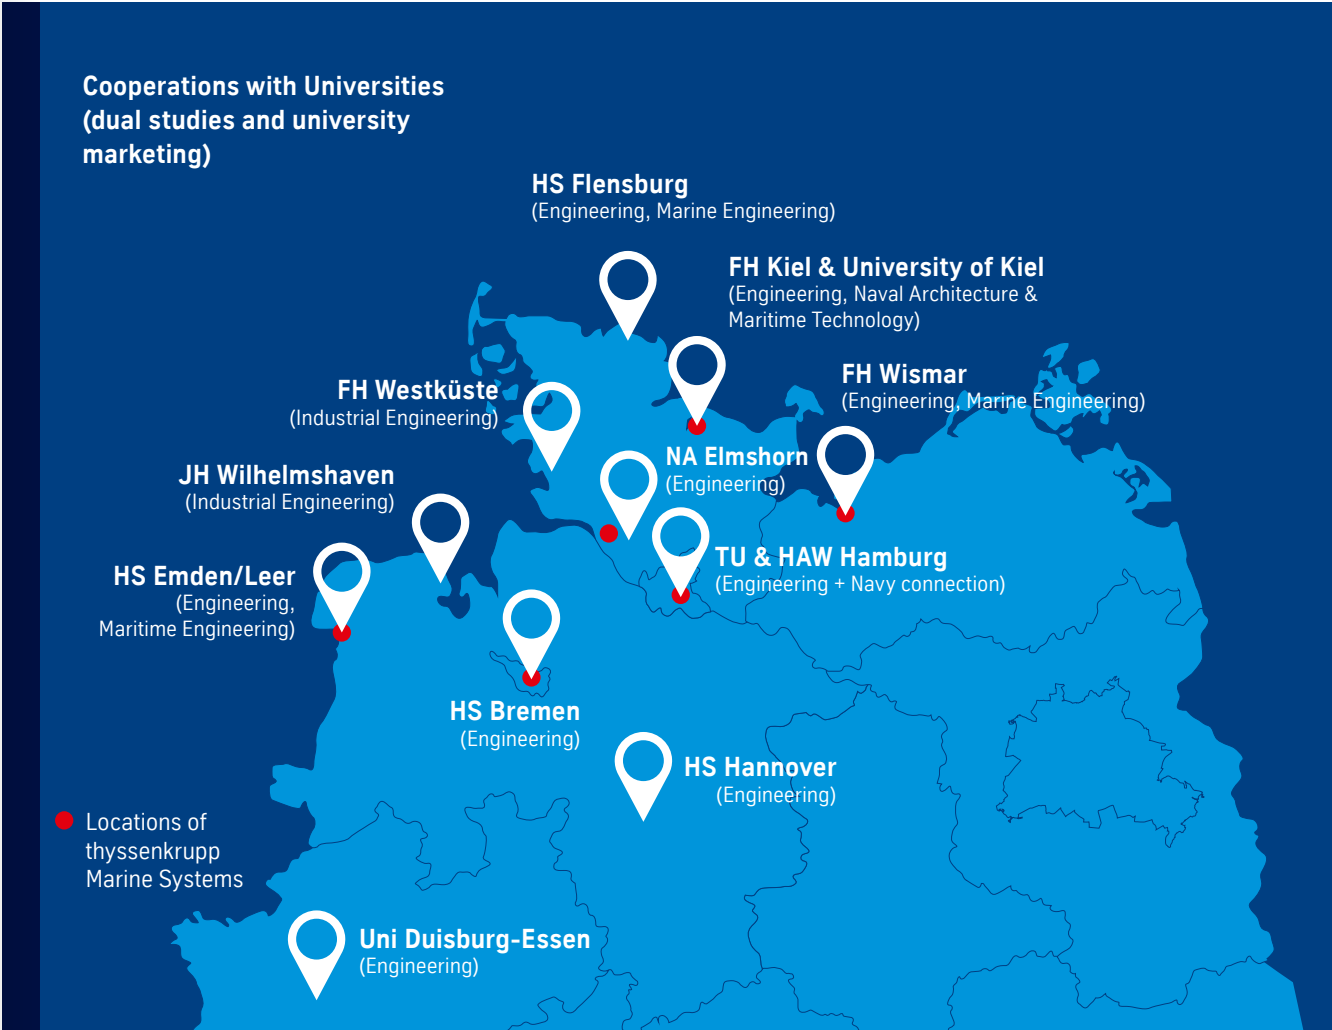 Cooperations with Universities
(dual studies and university
marketing)
HS Flensburg
(Engineering, Marine Engineering)
FH Kiel & University of Kiel
(Engineering, Naval Architecture &
Maritime Technology)
FH Wismar
(Engineering, Marine Engineering)
FH Westküste
(Industrial Engineering)
NA Elmshorn
(Engineering)
JH Wilhelmshaven
(Industrial Engineering)
TU & HAW Hamburg
(Engineering + Navy connection)
HS Emden/Leer
(Engineering,
Maritime Engineering)
HS Bremen
(Engineering)
HS Hannover
(Engineering)
Locations of
thyssenkrupp
Marine Systems
Uni Duisburg-Essen
(Engineering)